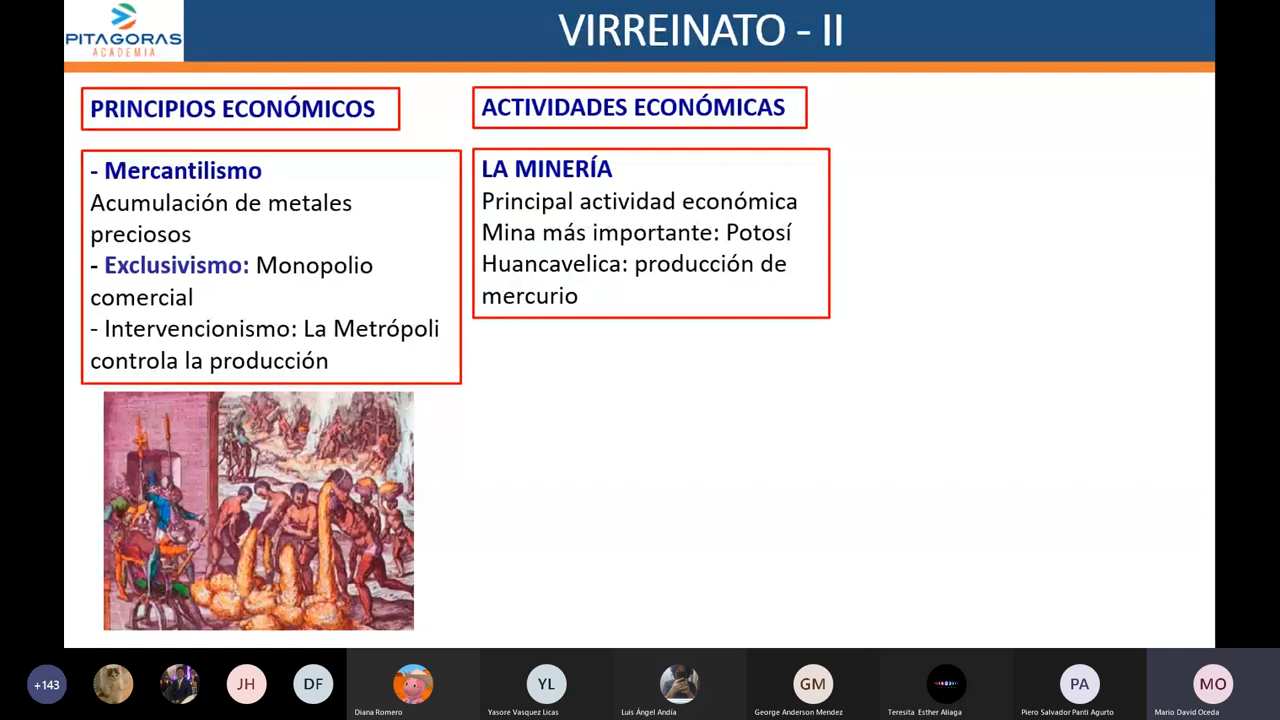 PITAGORAS
ACADEMIA
VIRREINATO - II
PRINCIPIOS ECONÓMICOS
- Mercantilismo
Acumulación de metales
preciosos
- Exclusivismo: Monopolio
comercial
- Intervencionismo: La Metrópoli
controla la producción
ACTIVIDADES ECONÓMICAS
LA MINERÍA
Principal actividad económica
Mina más importante: Potosí
Huancavelica: producción de
mercurio
+143
JH
DF
Diana Romero
YL
Yasore Vasquez Licas
Luis Ángel Andía
GM
George Anderson Mendez
Teresita Esther Aliaga
PA
Piero Salvador Panti Agurto
MO
Mario David Oceda